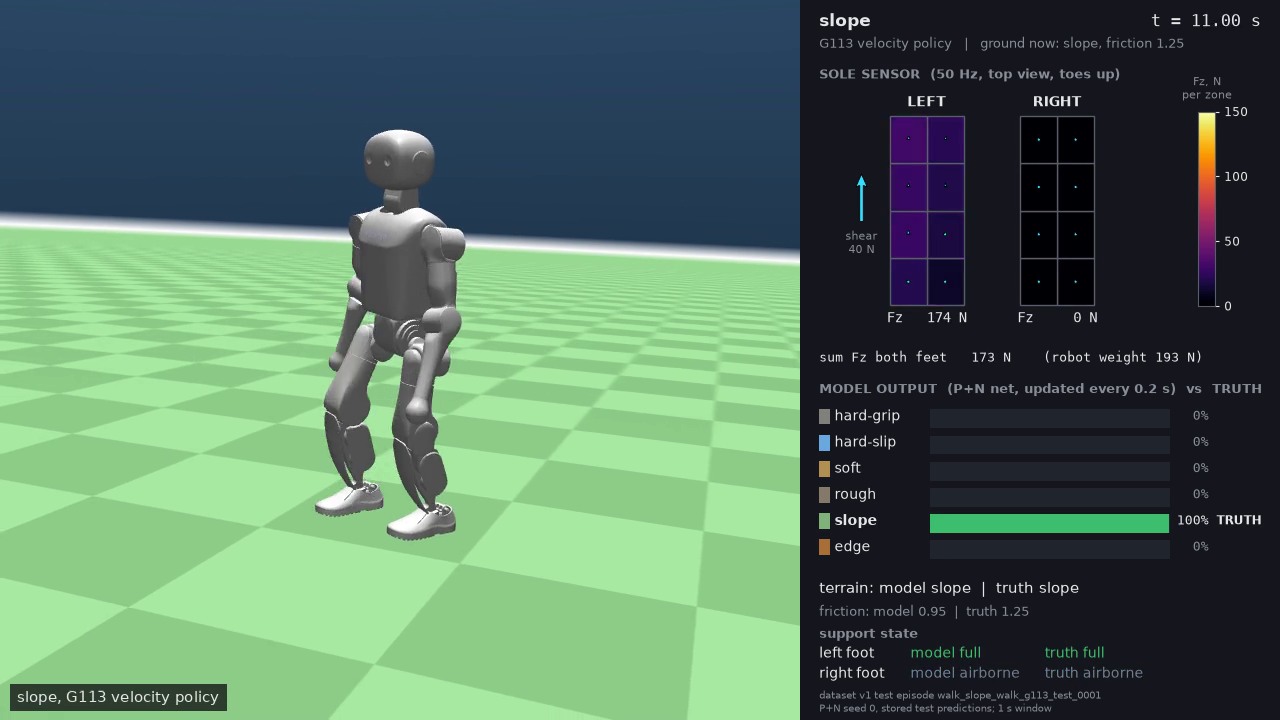 slope
t = 11.00 s
G113 velocity policy | ground now: slope, friction 1.25
SOLE SENSOR (50 Hz, top view, toes up)
Fz, N
per zone
LEFT
RIGHT
150
100
50
0
shear
40 N
Fz 174 N
Fz 0 N
sum Fz both feet 173 N (robot weight 193 N)
MODEL OUTPUT (P+N net, updated every 0.2 s) vs TRUTH
hard-grip 0%
hard-slip 0%
soft 0%
rough 0%
slope 100% TRUTH
edge 0%
terrain: model slope | truth slope
friction: model 0.95 | truth 1.25
support state
left foot model full truth full
right foot model airborne truth airborne
dataset v1 test episode walk_slope_walk_g113_test_0001
P+N seed 0, stored test predictions; 1 s window
slope, G113 velocity policy